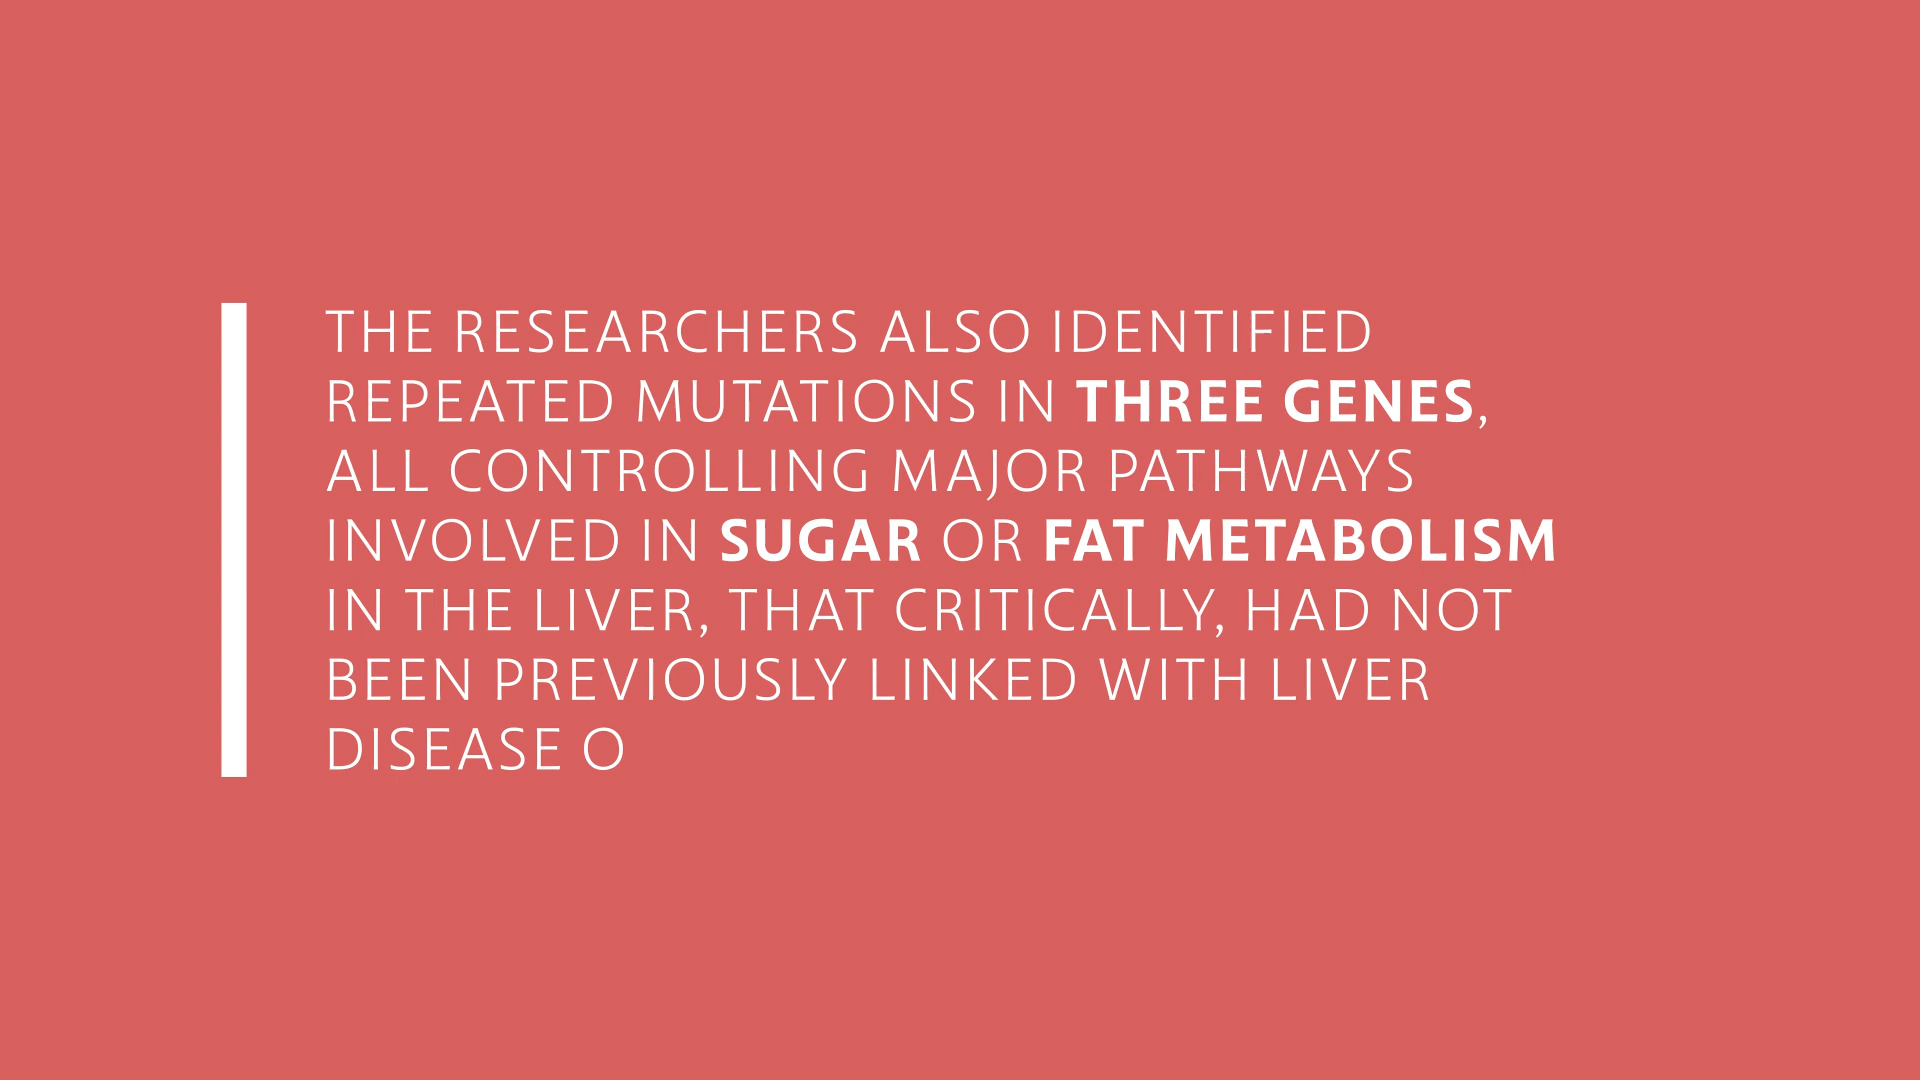 THE RESEARCHERS ALSO IDENTIFIED
REPEATED MUTATIONS IN THREE GENES,
ALL CONTROLLING MAJOR PATHWAYS
INVOLVED IN SUGAR OR FAT METABOLISM
IN THE LIVER, THAT CRITICALLY, HAD NOT
BEEN PREVIOUSLY LINKED WITH LIVER
DISEASE O